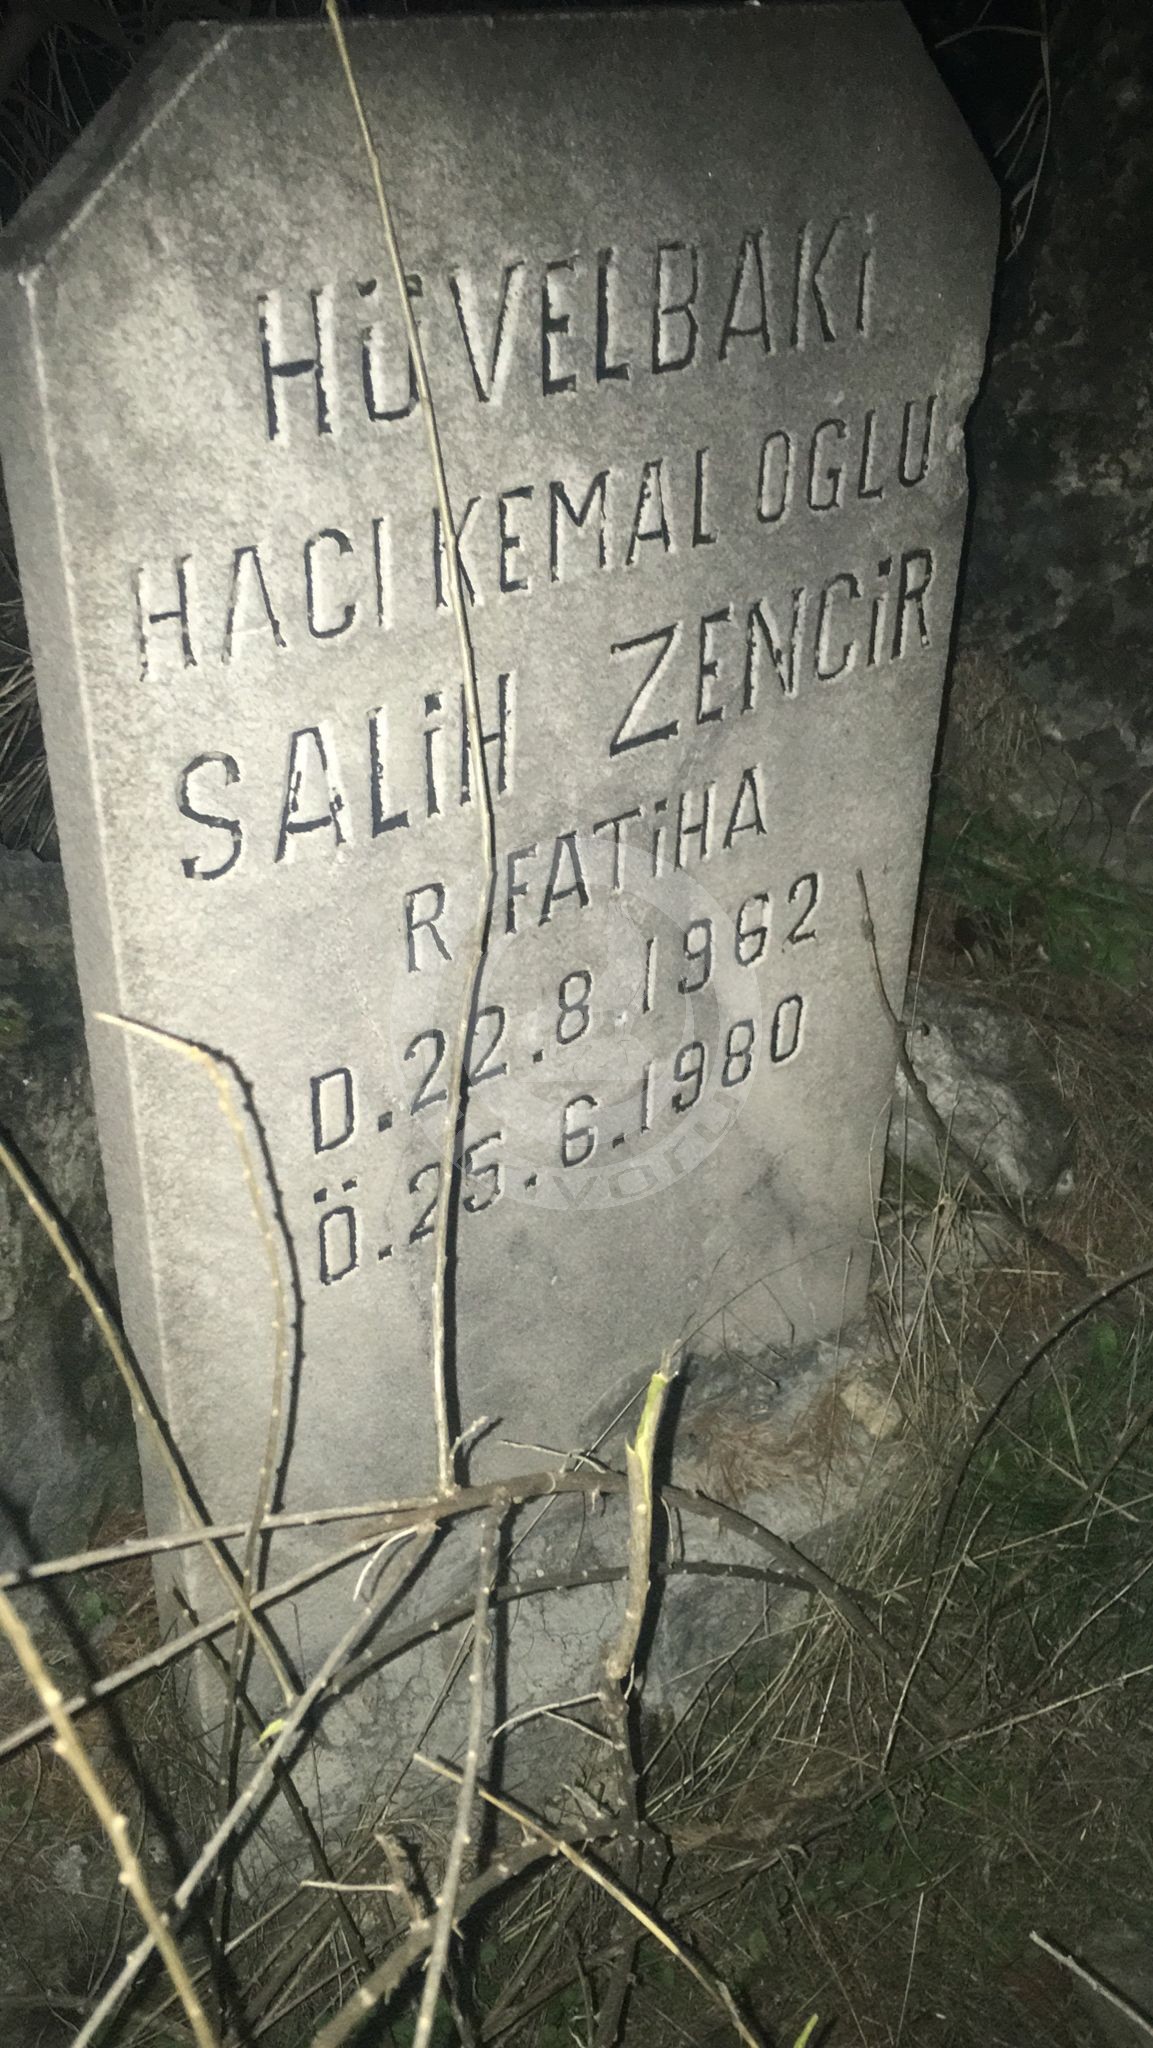 HÜVELBAKİ
HACI KEMAL OGLU
SALİH ZENCİR
R FATİHA
D.22.8.1962
Ö.25.6.1980